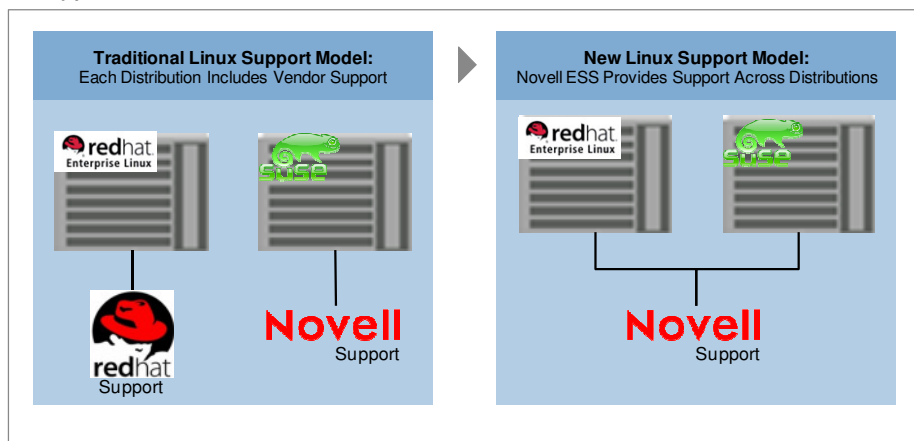 Traditional Linux Support Model:
Each Distribution Includes Vendor Support
redhat.
Enterprise Linux
suse
redhat
Support
Novell
Support
New Linux Support Model:
Novell ESS Provides Support Across Distributions
redhat.
Enterprise Linux
suse
Novell
Support